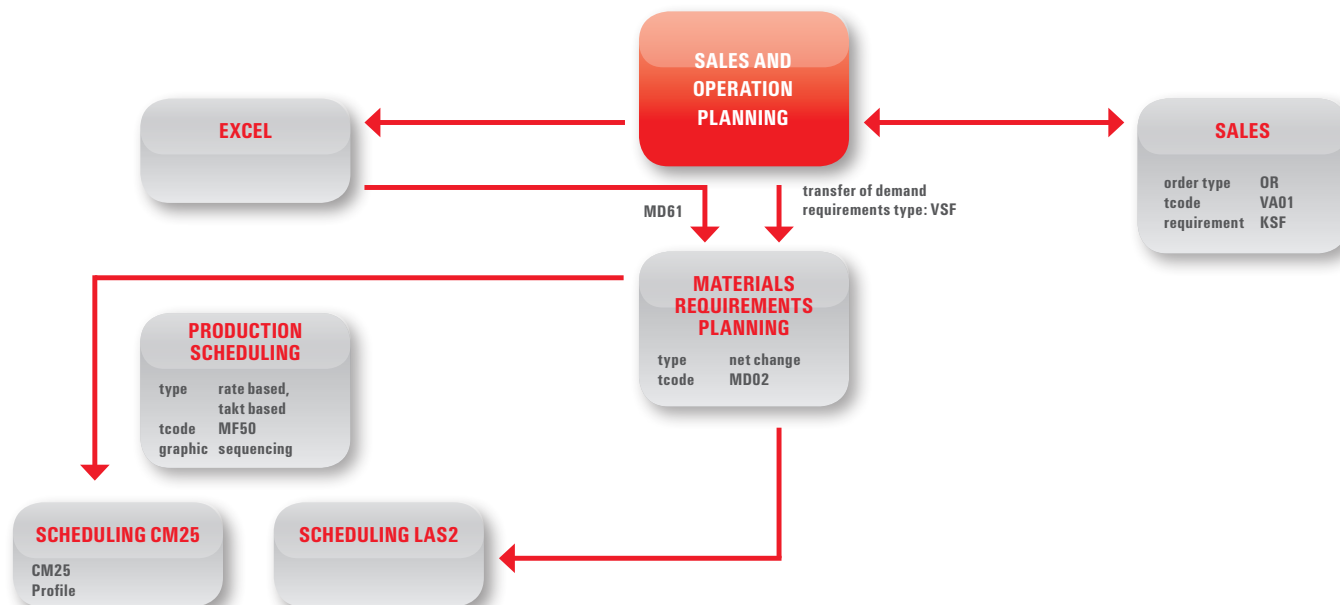 SALES AND
OPERATION
PLANNING
EXCEL
SALES
order type OR
tcode VA01
requirement KSF
MD61
transfer of demand
requirements type: VSF
MATERIALS
REQUIREMENTS
PLANNING
type net change
tcode MD02
PRODUCTION
SCHEDULING
type rate based,
takt based
tcode MF50
graphic sequencing
SCHEDULING CM25
CM25
Profile
SCHEDULING LAS2